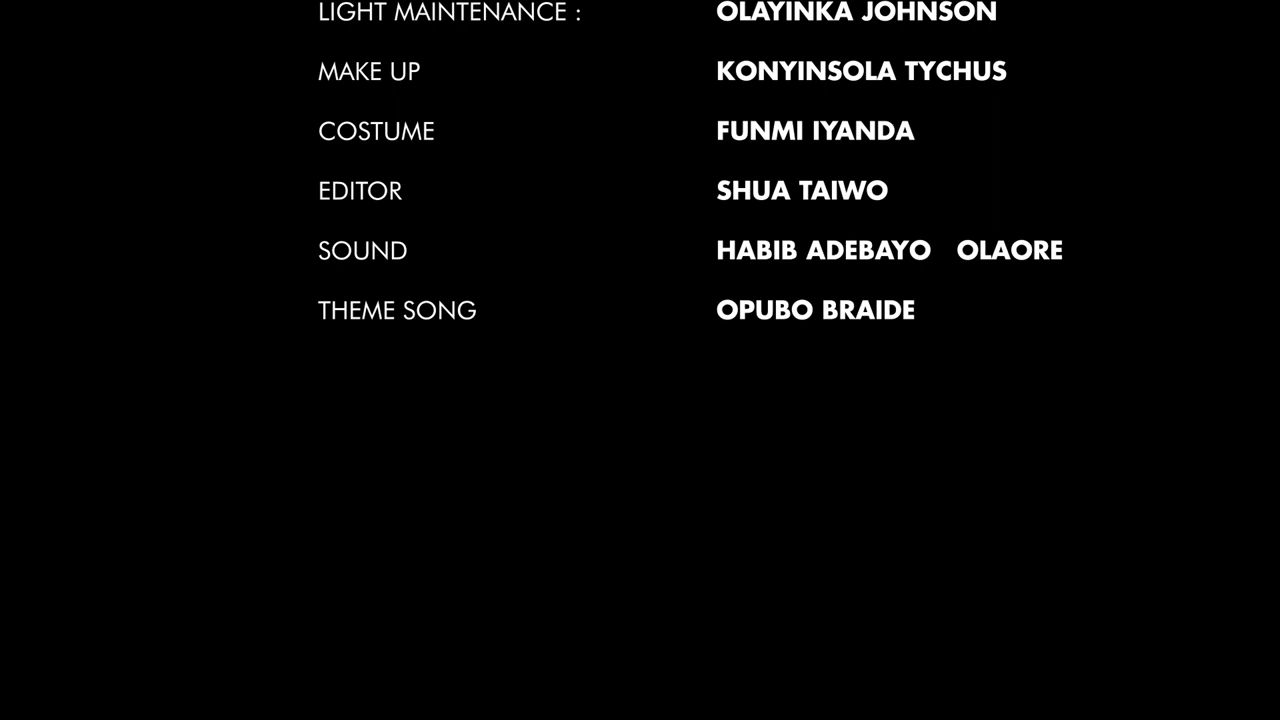 LIGHT MAINTENANCE : OLAYINKA JOHNSON
MAKE UP KONYINSOLA TYCHUS
COSTUME FUNMI IYANDA
EDITOR SHUA TAIWO
SOUND HABIB ADEBAYO OLAORE
THEME SONG OPUBO BRAIDE